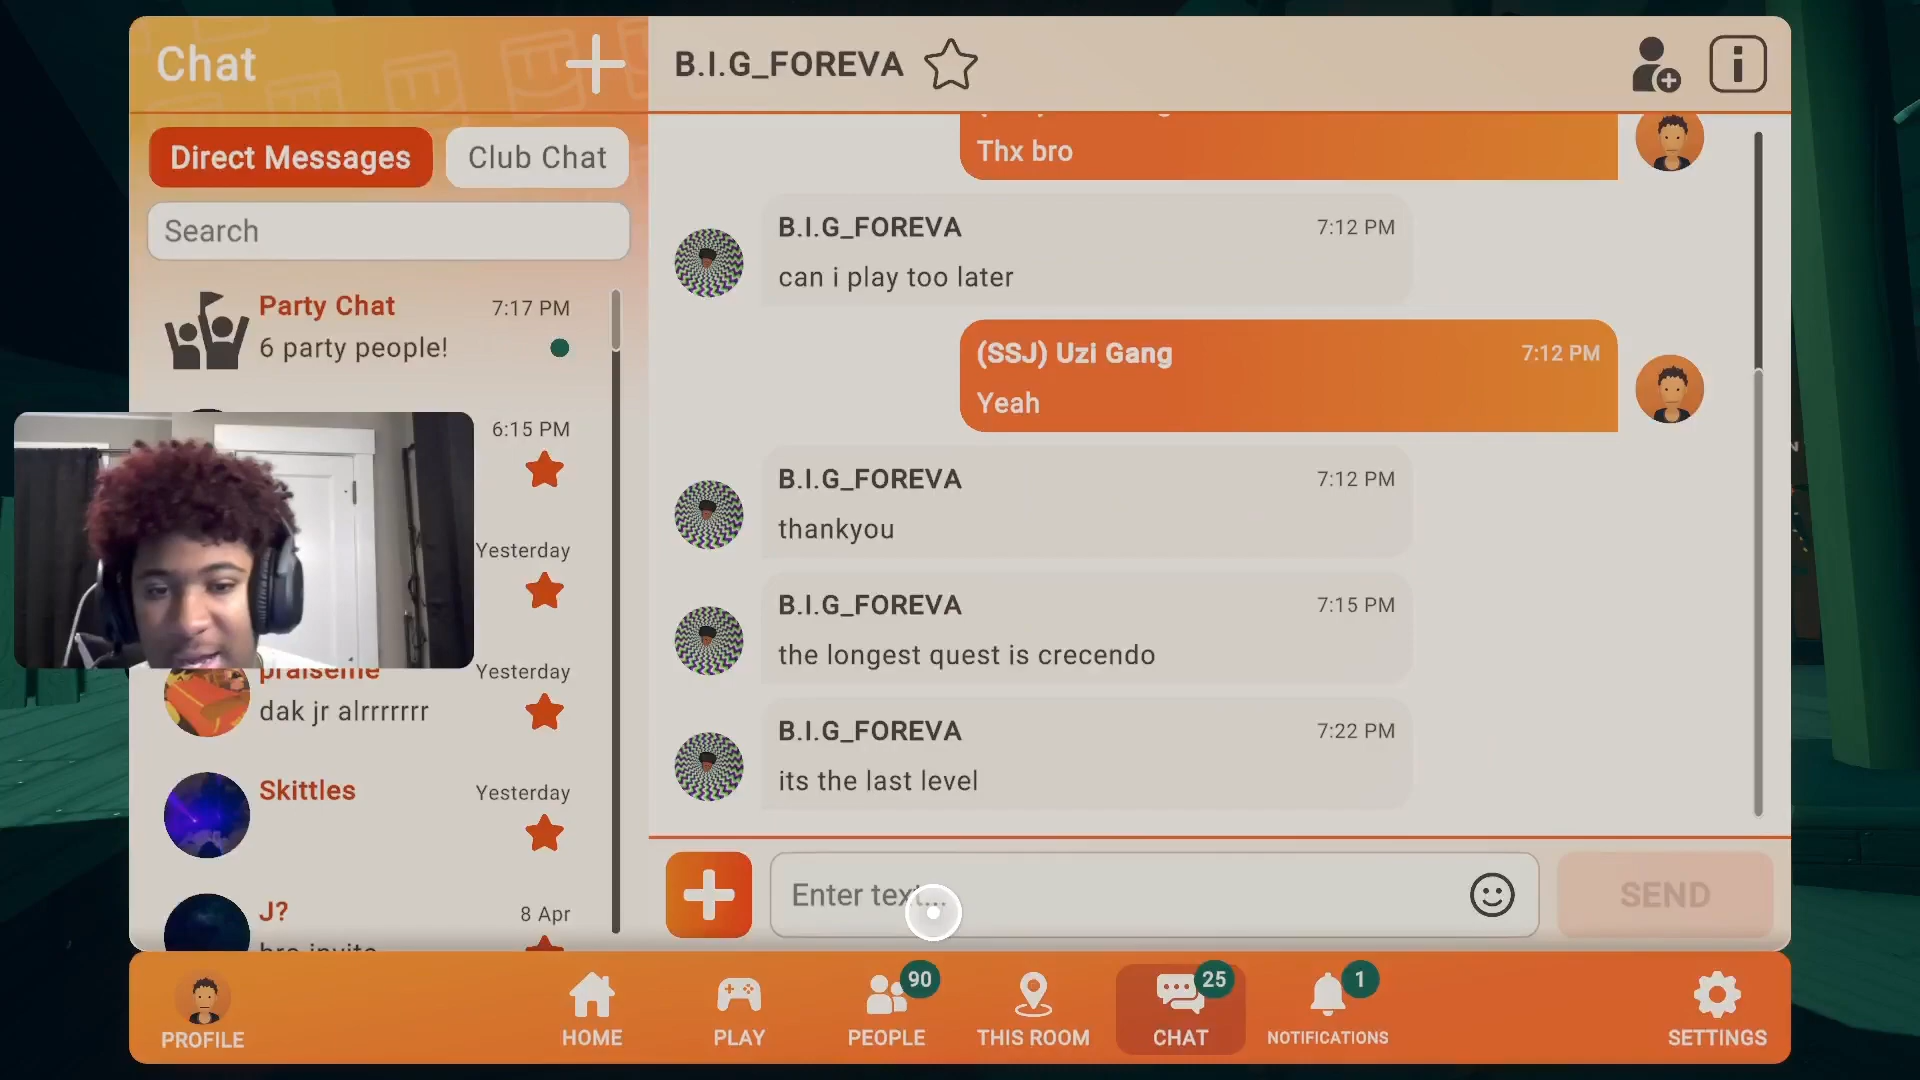 Chat
B.I.G_FOREVA
Direct Messages
Club Chat
Search
Party Chat
7:17 PM
6 party people!
6:15 PM
Yesterday
praiseme
Yesterday
dak jr alrrrrrrr
Skittles
Yesterday
J?
8 Apr
bro invite
Thx bro
B.I.G_FOREVA
7:12 PM
can i play too later
(SSJ) Uzi Gang
7:12 PM
Yeah
B.I.G_FOREVA
7:12 PM
thankyou
B.I.G_FOREVA
7:15 PM
the longest quest is crecendo
B.I.G_FOREVA
7:22 PM
its the last level
Enter text...
SEND
PROFILE
HOME
PLAY
90
PEOPLE
THIS ROOM
25
CHAT
1
NOTIFICATIONS
SETTINGS